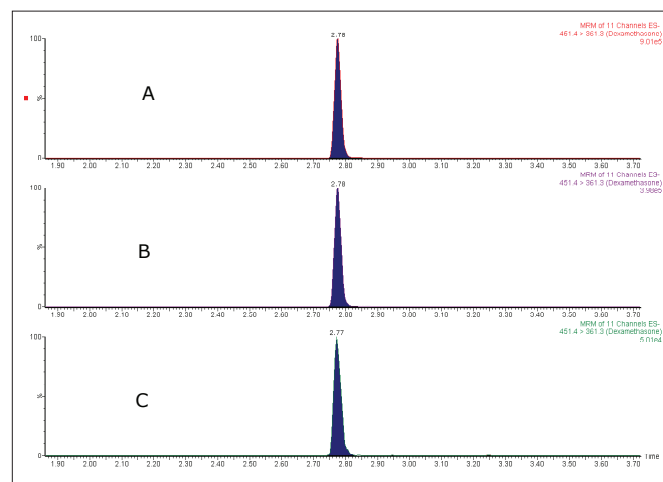 MRM of 11 Channels ES-
451.4 > 361.3 (Dexamethasone)
9.01e5
100
2.78
A
%
0
1.90 2.00 2.10 2.20 2.30 2.40 2.50 2.60 2.70 2.80 2.90 3.00 3.10 3.20 3.30 3.40 3.50 3.60 3.70
MRM of 11 Channels ES-
451.4 > 361.3 (Dexamethasone)
3.98e5
100
2.78
B
%
0
1.90 2.00 2.10 2.20 2.30 2.40 2.50 2.60 2.70 2.80 2.90 3.00 3.10 3.20 3.30 3.40 3.50 3.60 3.70
MRM of 11 Channels ES-
451.4 > 361.3 (Dexamethasone)
5.01e4
100
2.77
C
%
0
1.90 2.00 2.10 2.20 2.30 2.40 2.50 2.60 2.70 2.80 2.90 3.00 3.10 3.20 3.30 3.40 3.50 3.60 3.70 Time